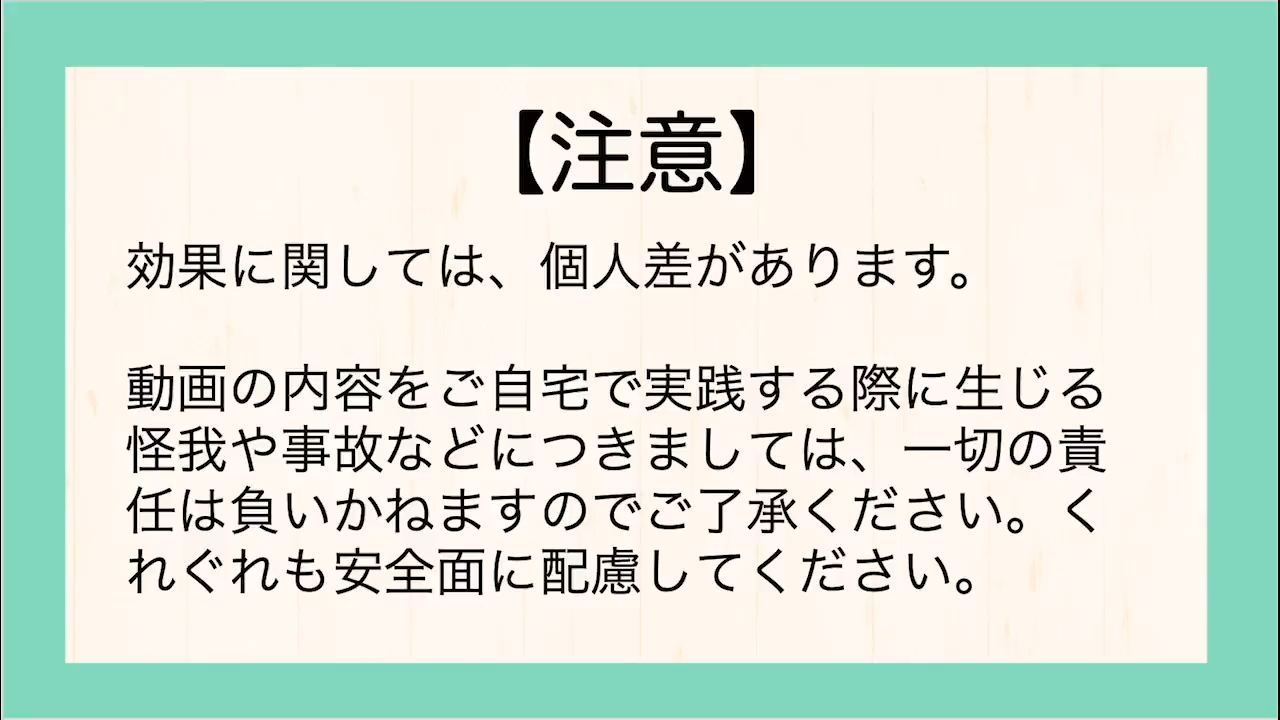 【注意】
効果に関しては、個人差があります。
動画の内容をご自宅で実践する際に生じる
怪我や事故などにつきましては、一切の責
任は負いかねますのでご了承ください。く
れぐれも安全面に配慮してください。